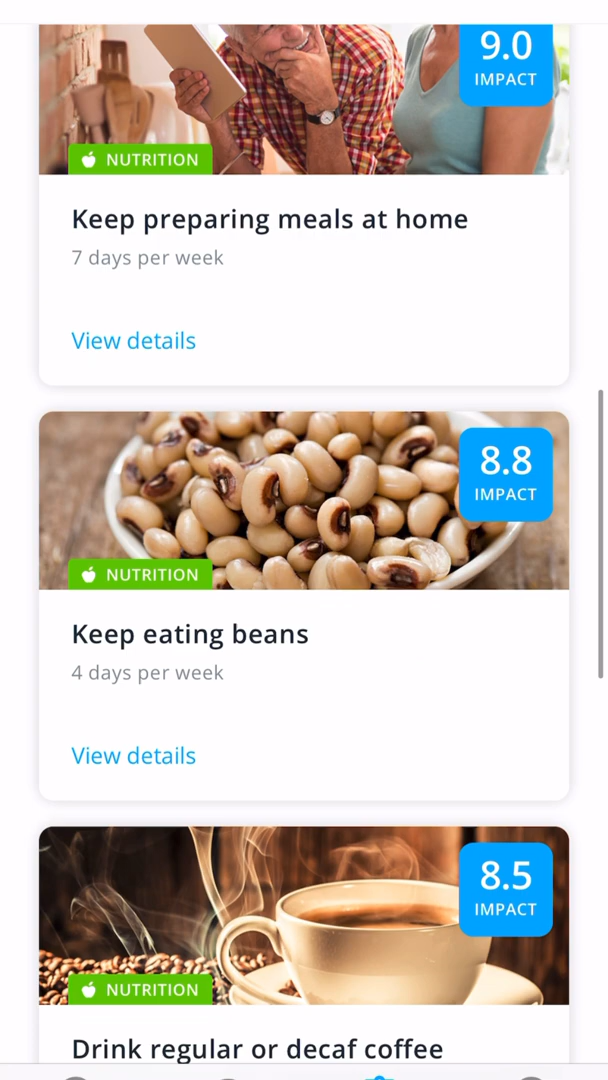 9.0
IMPACT
NUTRITION
Keep preparing meals at home
7 days per week
View details
8.8
IMPACT
NUTRITION
Keep eating beans
4 days per week
View details
8.5
IMPACT
NUTRITION
Drink regular or decaf coffee